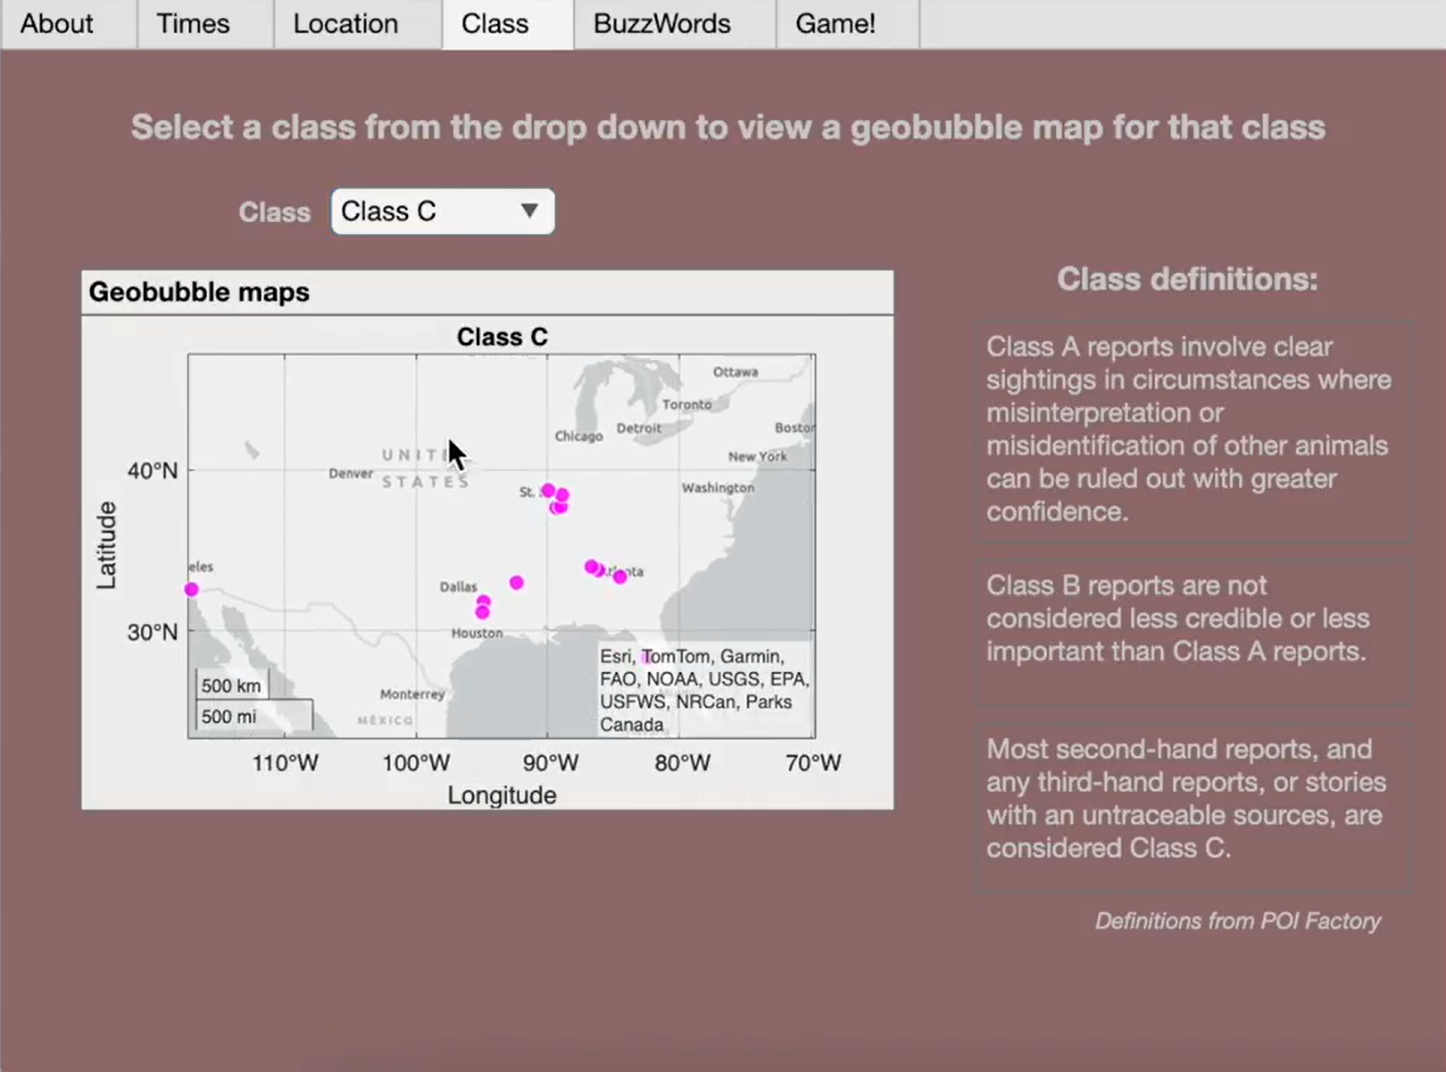 About Times Location Class BuzzWords Game!
Select a class from the drop down to view a geobubble map for that class
Class Class C
Geobubble maps
Class C
Ottawa
Toronto
Detroit
Chicago
Boston
New York
UNITED
Denver
STATES
St.
Washington
eles
Dallas
Houston
Monterrey
MÉXICO
40°N
30°N
Latitude
500 km
500 mi
Esri, TomTom, Garmin,
FAO, NOAA, USGS, EPA,
USFWS, NRCan, Parks
Canada
110°W 100°W 90°W 80°W 70°W
Longitude
Class definitions:
Class A reports involve clear
sightings in circumstances where
misinterpretation or
misidentification of other animals
can be ruled out with greater
confidence.
Class B reports are not
considered less credible or less
important than Class A reports.
Most second-hand reports, and
any third-hand reports, or stories
with an untraceable sources, are
considered Class C.
Definitions from POI Factory